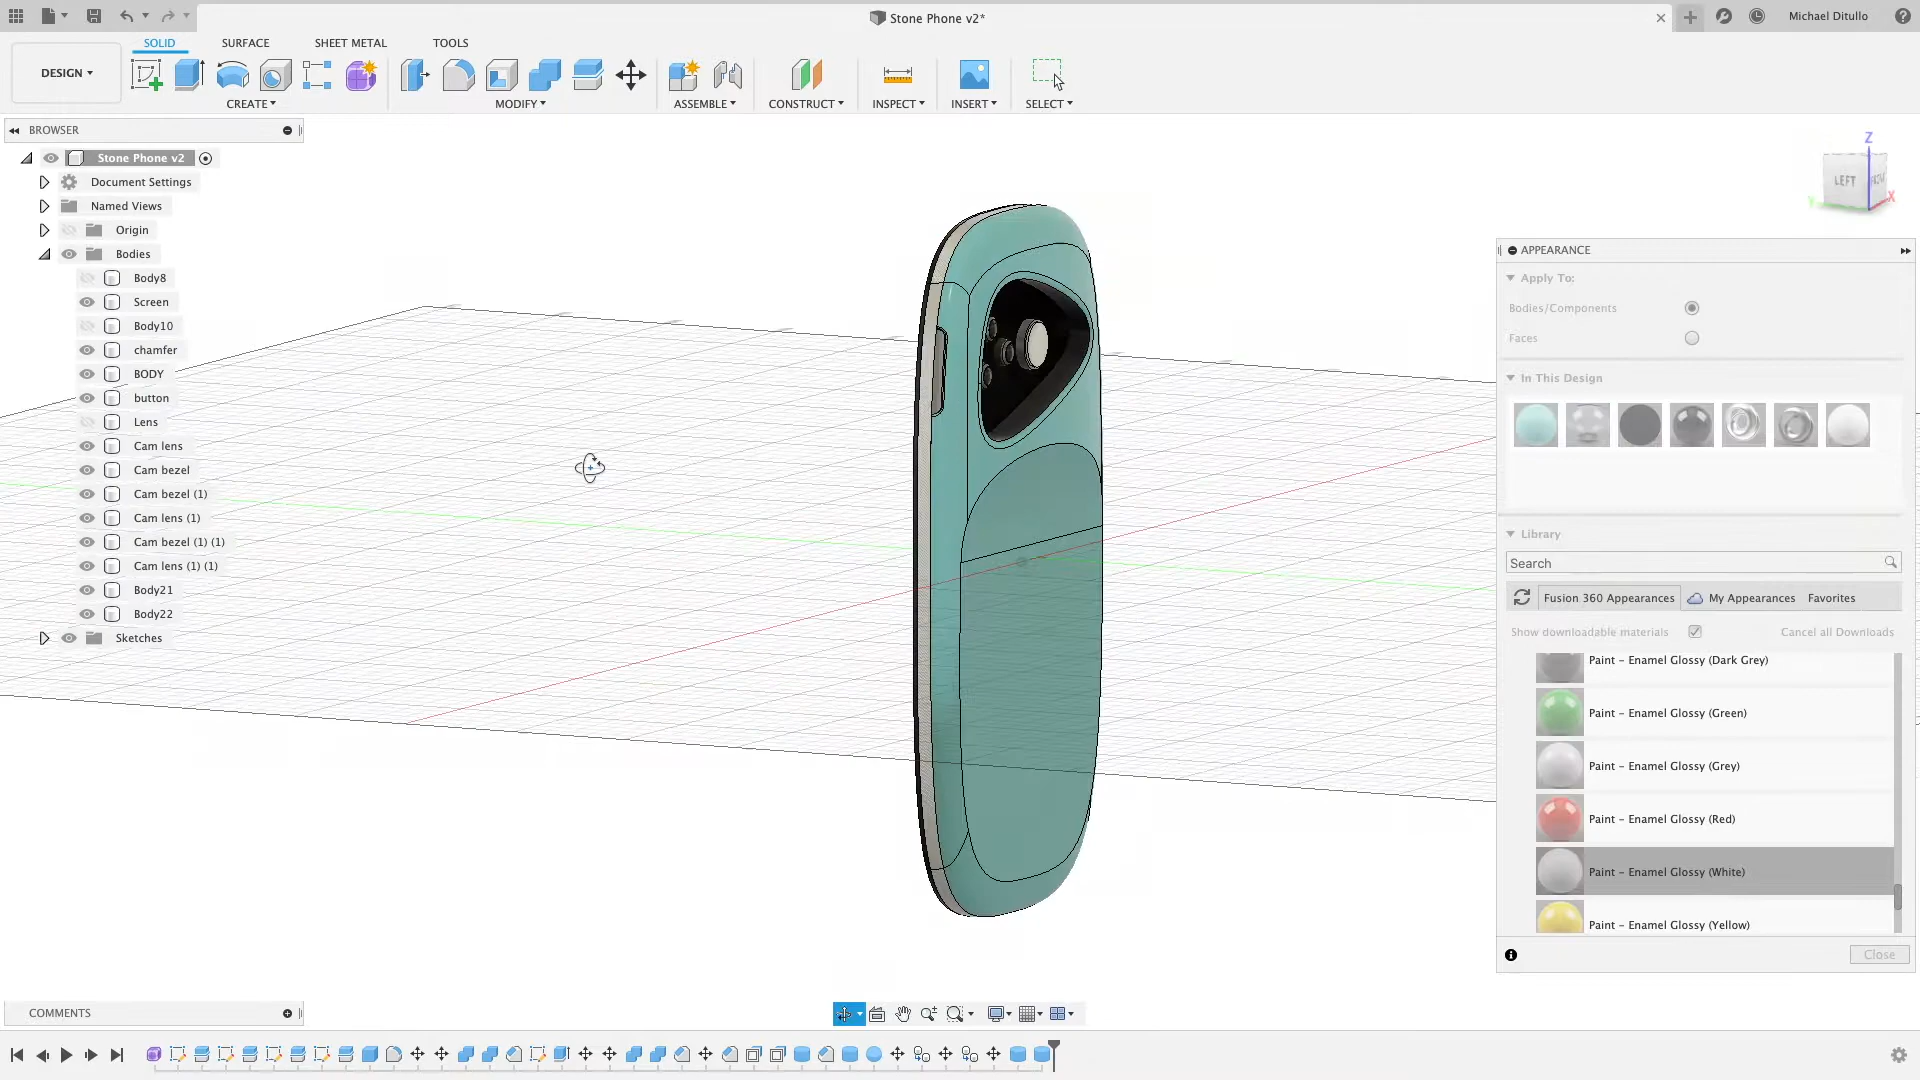 Stone Phone v2*
Michael Ditullo
SOLID
SURFACE
SHEET METAL
TOOLS
DESIGN
CREATE
MODIFY
ASSEMBLE
CONSTRUCT
INSPECT
INSERT
SELECT
BROWSER
Stone Phone v2
Document Settings
Named Views
Origin
Bodies
Body8
Screen
Body10
chamfer
BODY
button
Lens
Cam lens
Cam bezel
Cam bezel (1)
Cam lens (1)
Cam bezel (1) (1)
Cam lens (1) (1)
Body21
Body22
Sketches
Z
LEFT
FRONT
Y
X
APPEARANCE
Apply To:
Bodies/Components
Faces
In This Design
Library
Search
Fusion 360 Appearances
My Appearances
Favorites
Show downloadable materials
Cancel all Downloads
Paint - Enamel Glossy (Dark Grey)
Paint - Enamel Glossy (Green)
Paint - Enamel Glossy (Grey)
Paint - Enamel Glossy (Red)
Paint - Enamel Glossy (White)
Paint - Enamel Glossy (Yellow)
Close
COMMENTS